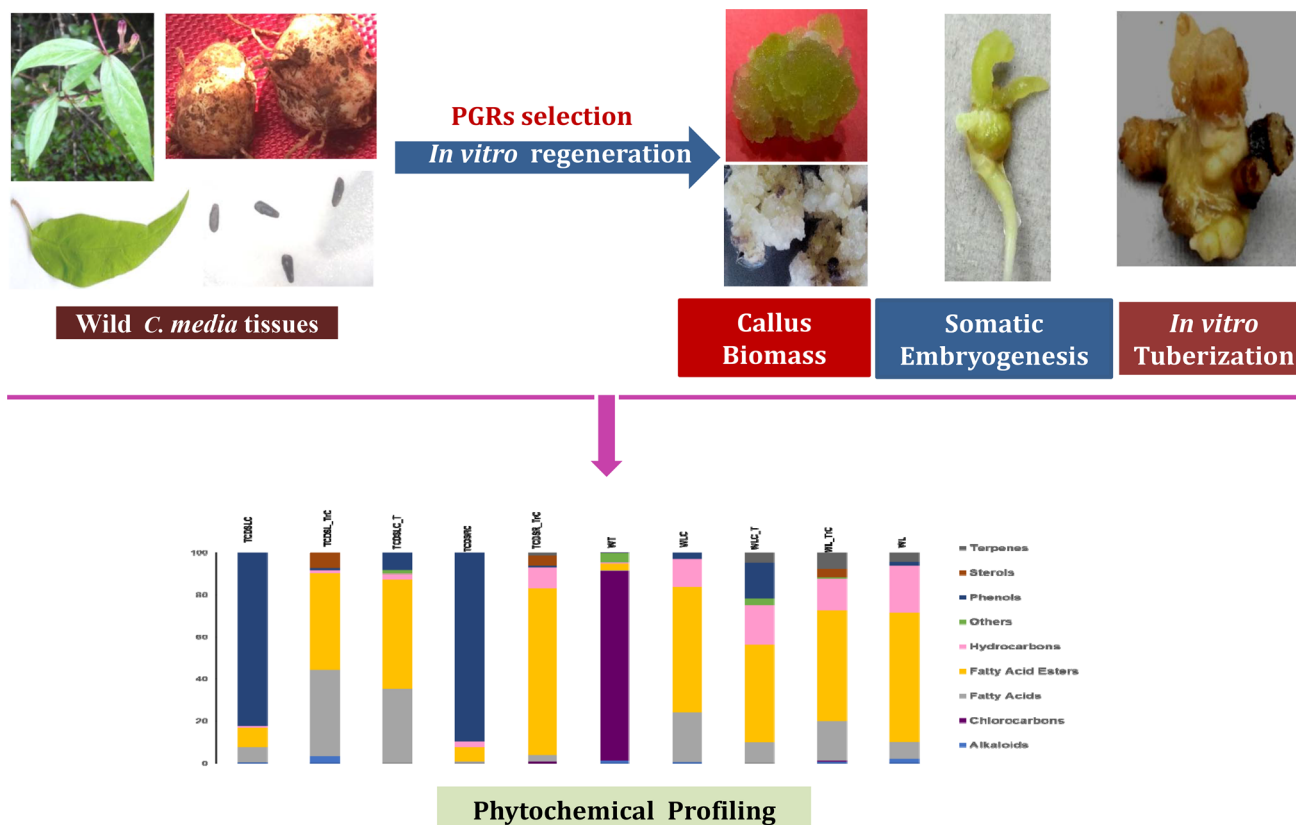 PGRs selection
In vitro regeneration
Wild C. media tissues
Callus
Biomass
Somatic
Embryogenesis
In vitro
Tuberization
TCDSLC
TCDSL_TrC
TCDSLC_T
TCDSRC
TCDSR_TrC
WT
WLC
WLC_T
WL_TrC
WL
100
80
60
40
20
0
Terpenes
Sterols
Phenols
Others
Hydrocarbons
Fatty Acid Esters
Fatty Acids
Chlorocarbons
Alkaloids
Phytochemical Profiling